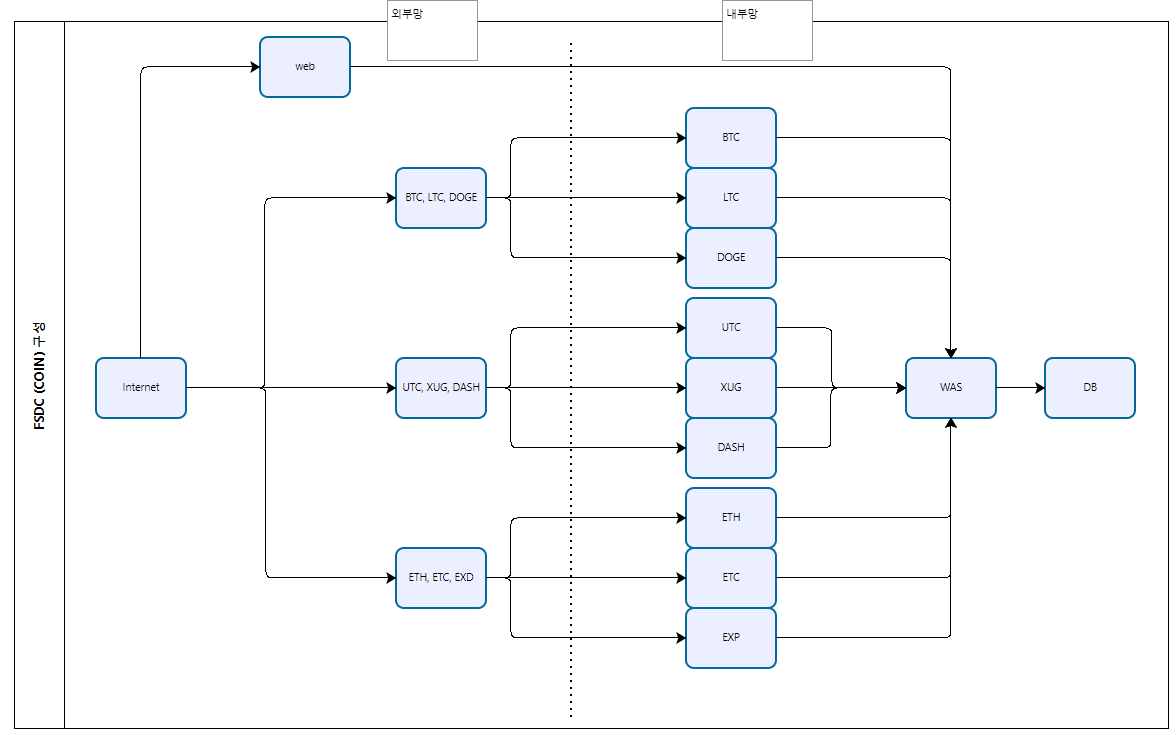 외부망
내부망
FSDC (COIN) 구성
web
BTC
BTC, LTC, DOGE
LTC
DOGE
UTC
Internet
UTC, XUG, DASH
XUG
WAS
DB
DASH
ETH
ETH, ETC, EXD
ETC
EXP